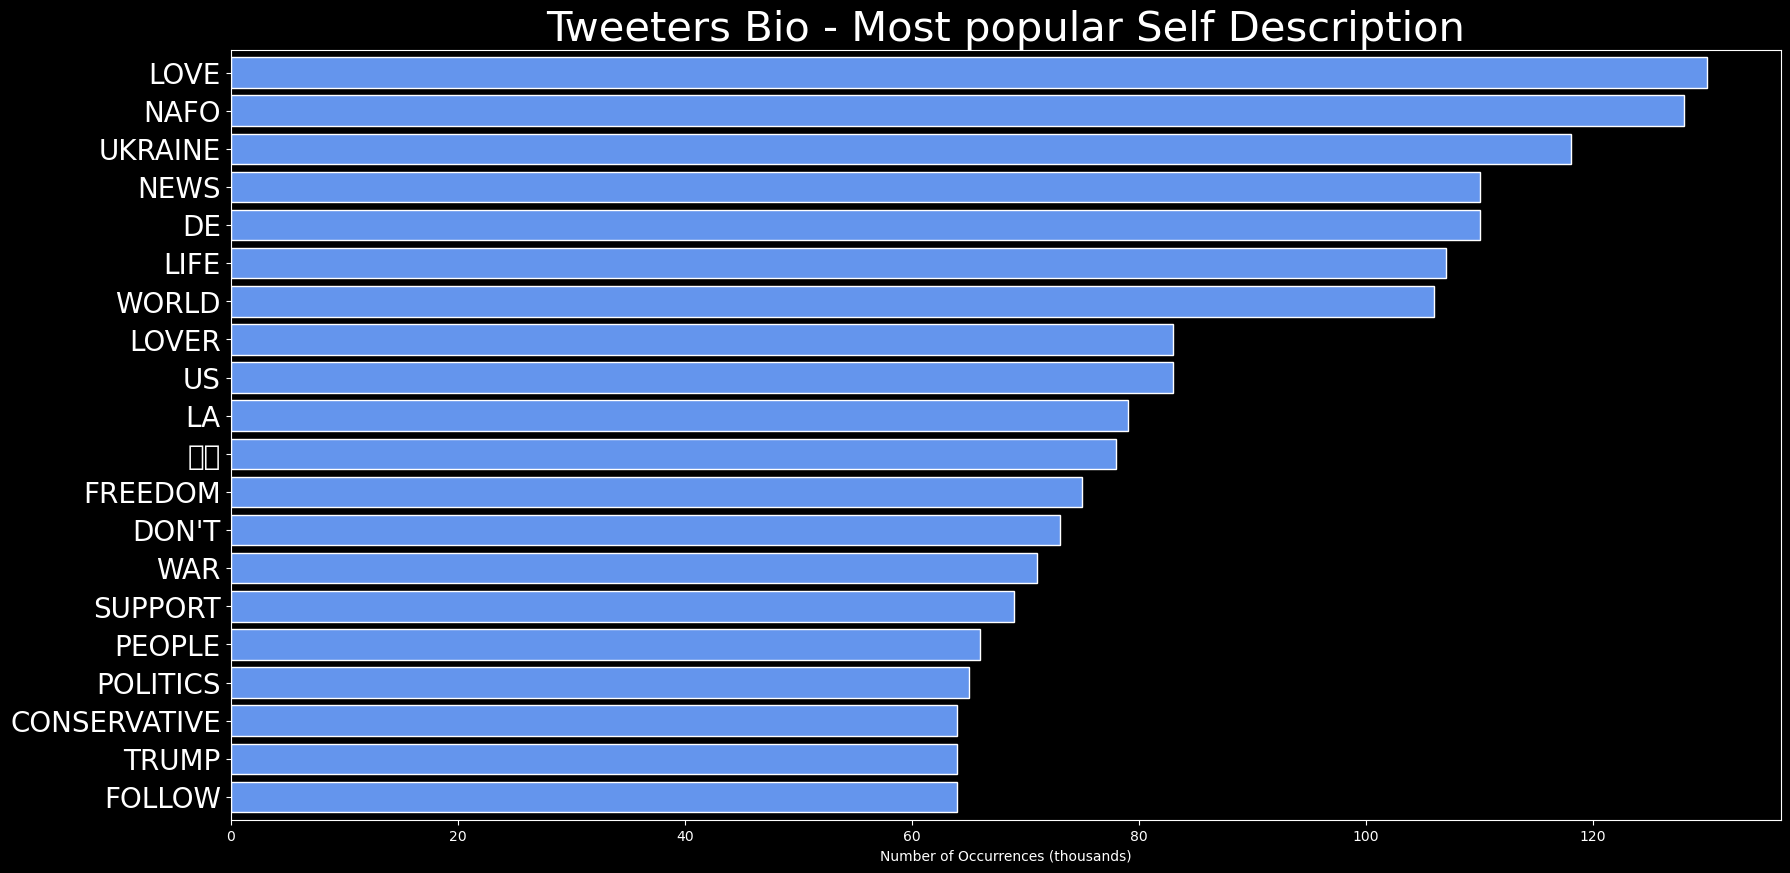 Tweeters Bio - Most popular Self Description
LOVE
NAFO
UKRAINE
NEWS
DE
LIFE
WORLD
LOVER
US
LA
FREEDOM
DON'T
WAR
SUPPORT
PEOPLE
POLITICS
CONSERVATIVE
TRUMP
FOLLOW
0 20 40 60 80 100 120
Number of Occurrences (thousands)